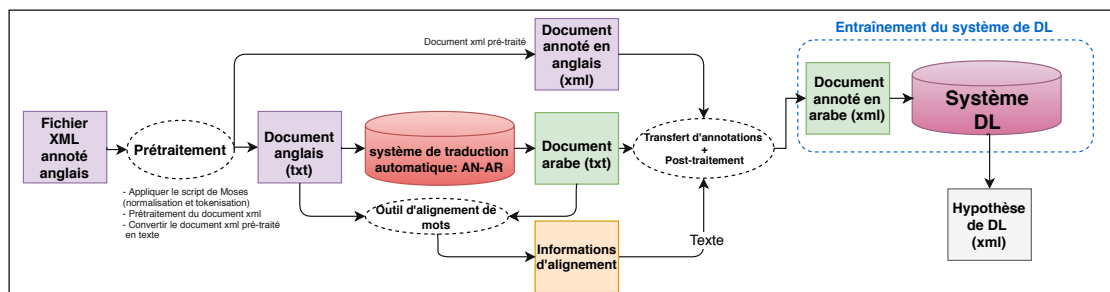 Entraînement du système de DL
Document xml pré-traité
Document
annoté en
anglais
(xml)
Document
annoté en
arabe (xml)
Système
DL
Fichier
XML
annoté
anglais
Prétraitement
Document
anglais
(txt)
système de traduction
automatique: AN-AR
Document
arabe (txt)
Transfert d'annotations
+
Post-traitement
- Appliquer le script de Moses
(normalisation et tokenisation)
- Prétraitement du document xml
- Convertir le document xml pré-traité
en texte
Outil d'alignement de
mots
Informations
d'alignement
Texte
Hypothèse
de DL
(xml)